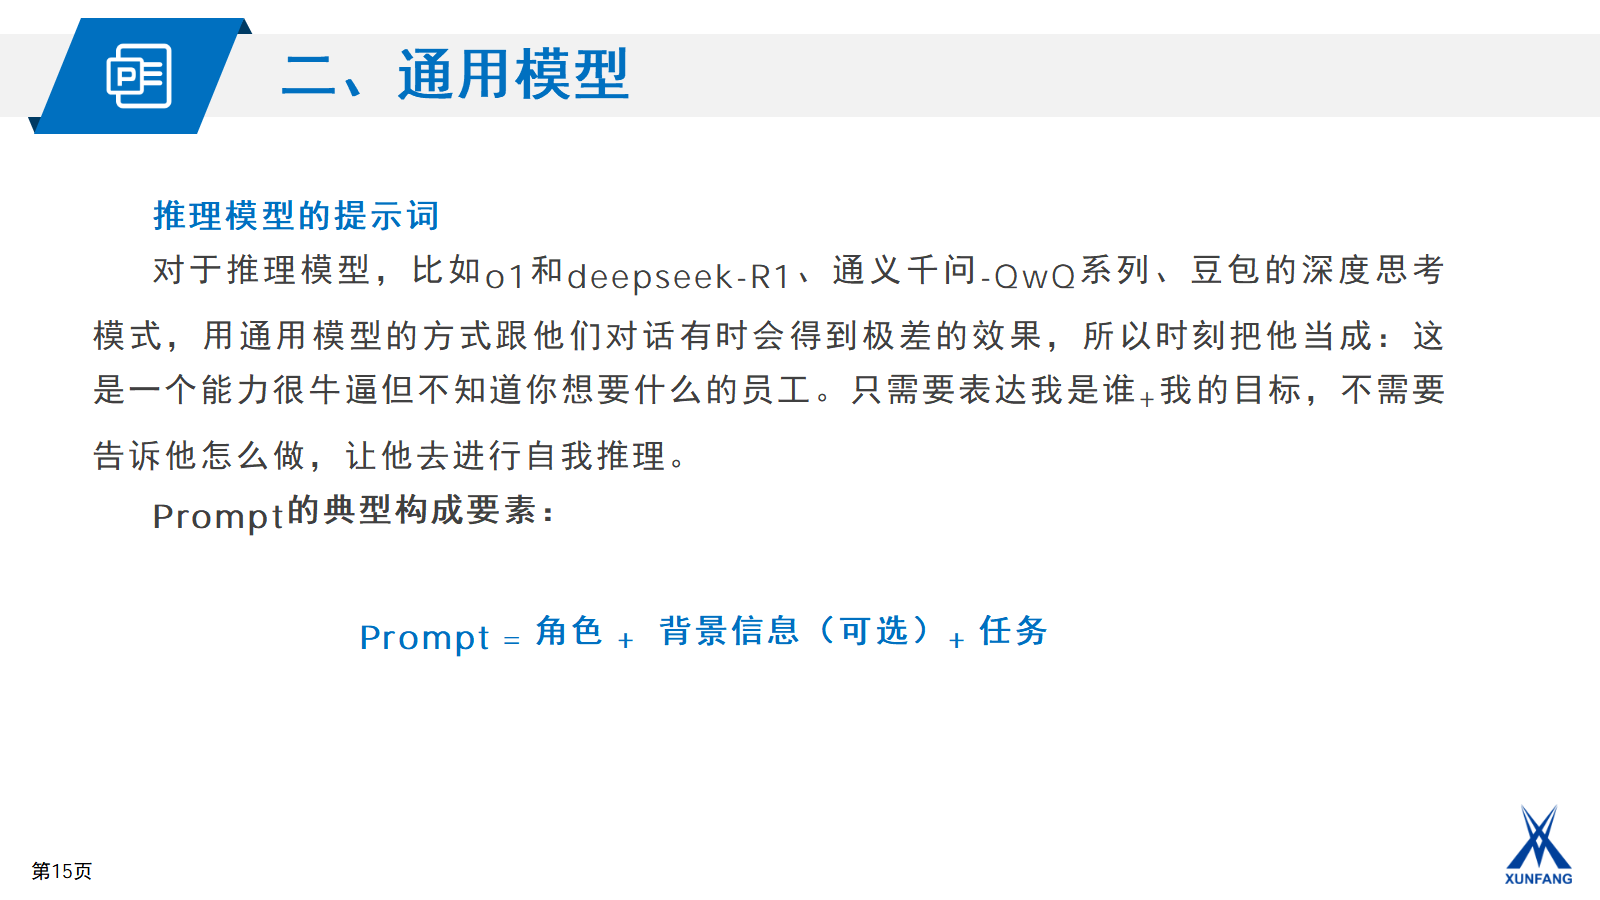 二、通用模型
推理模型的提示词
对于推理模型，比如o1和deepseek-R1、通义千问-QwQ系列、豆包的深度思考
模式，用通用模型的方式跟他们对话有时会得到极差的效果，所以时刻把他当成：这
是一个能力很牛逼但不知道你想要什么的员工。只需要表达我是谁+我的目标，不需要
告诉他怎么做，让他去进行自我推理。
Prompt的典型构成要素：
Prompt = 角色 + 背景信息（可选）+ 任务
第15页
XUNFANG